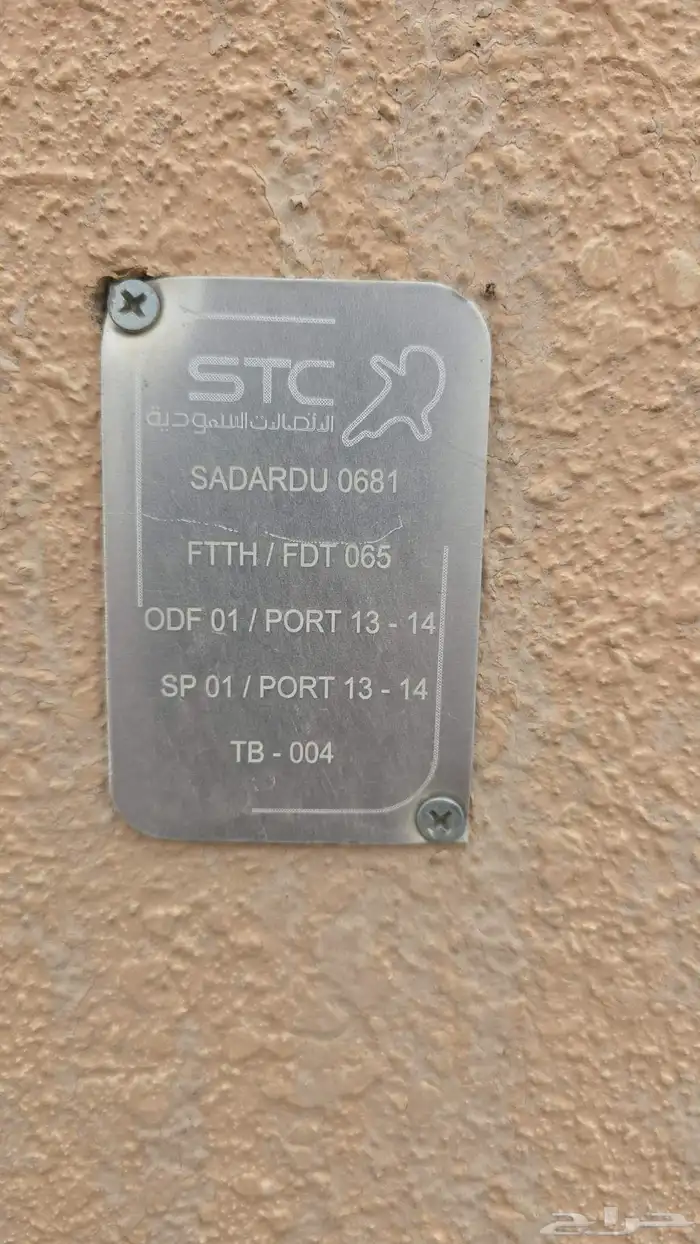 STC
الاتصالات السعودية
SADARDU 0681
FTTH / FDT 065
ODF 01 / PORT 13 - 14
SP 01 / PORT 13 - 14
TB - 004
حراج